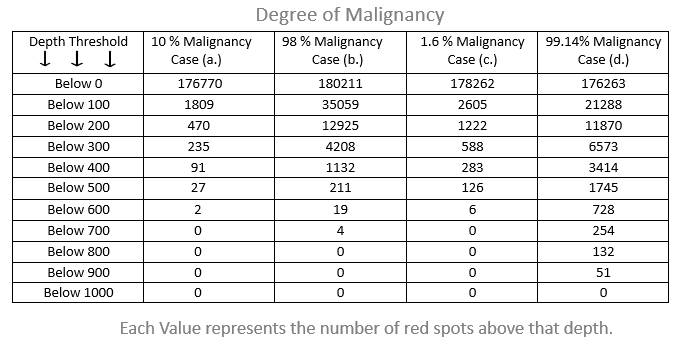 Degree of Malignancy
Depth Threshold 10 % Malignancy 98 % Malignancy 1.6 % Malignancy 99.14% Malignancy
↓ ↓ ↓ Case (a.) Case (b.) Case (c.) Case (d.)
Below 0 176770 180211 178262 176263
Below 100 1809 35059 2605 21288
Below 200 470 12925 1222 11870
Below 300 235 4208 588 6573
Below 400 91 1132 283 3414
Below 500 27 211 126 1745
Below 600 2 19 6 728
Below 700 0 4 0 254
Below 800 0 0 0 132
Below 900 0 0 0 51
Below 1000 0 0 0 0
Each Value represents the number of red spots above that depth.